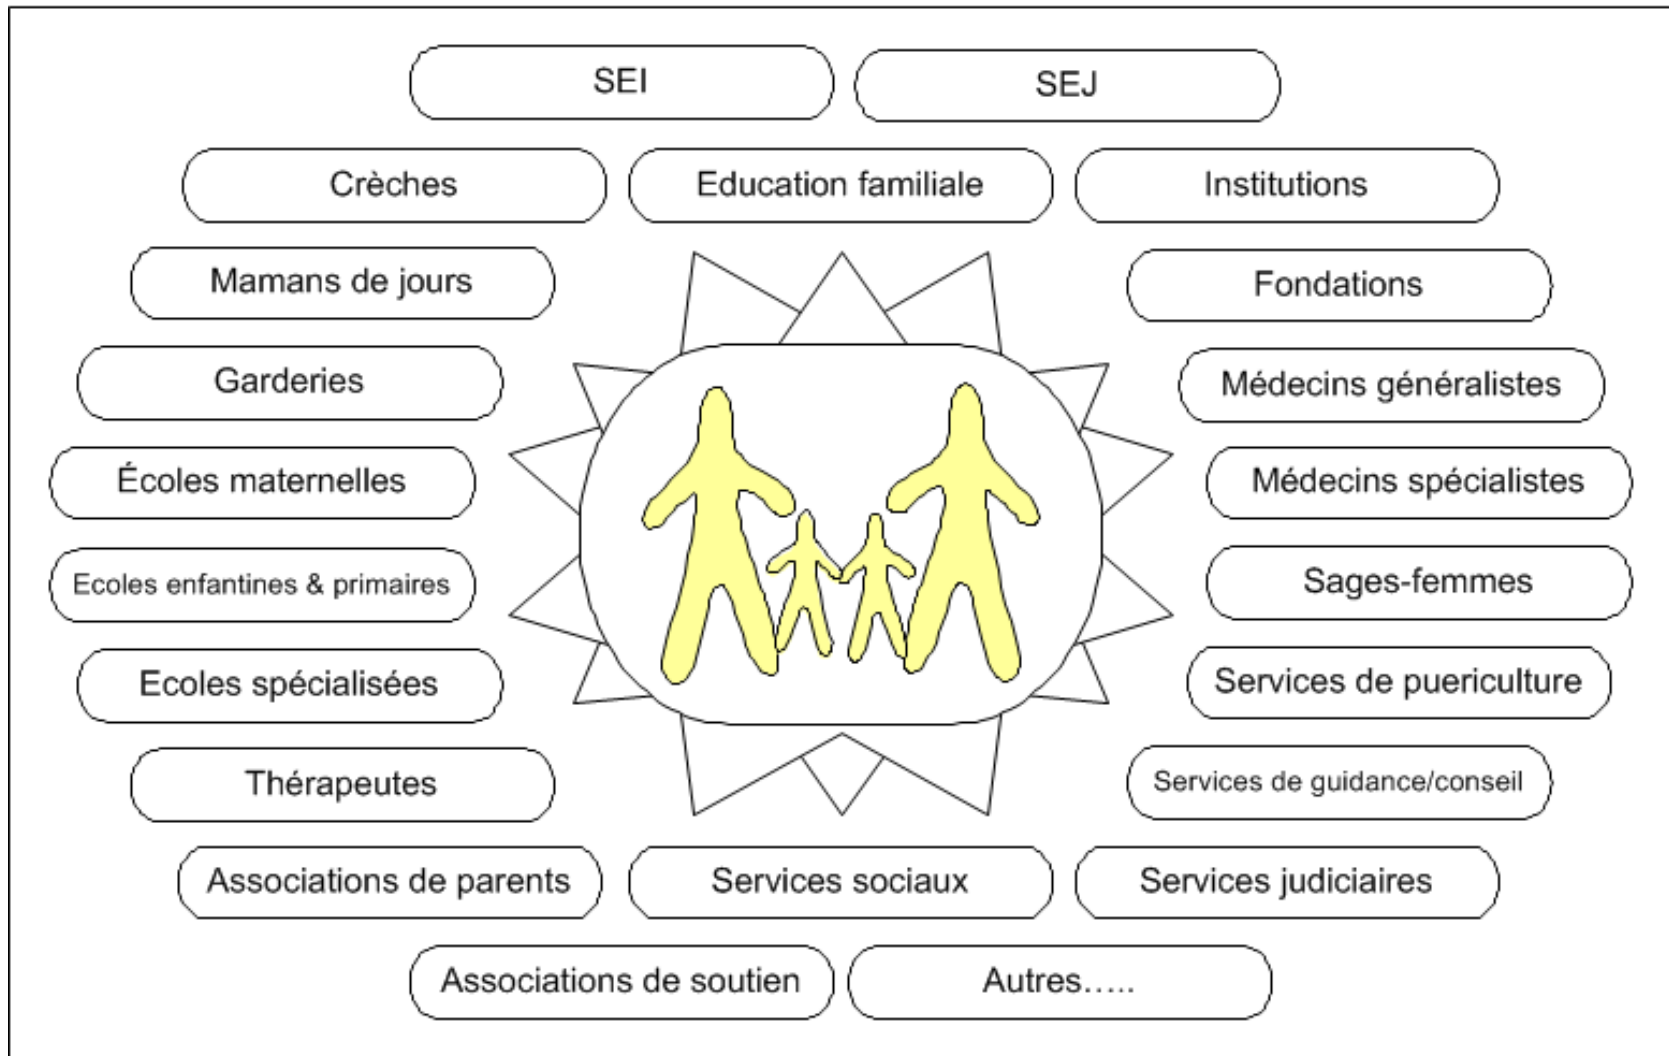 SEI
SEJ
Crèches
Education familiale
Institutions
Mamans de jours
Fondations
Garderies
Médecins généralistes
Écoles maternelles
Médecins spécialistes
Ecoles enfantines & primaires
Sages-femmes
Ecoles spécialisées
Services de puericulture
Thérapeutes
Services de guidance/conseil
Associations de parents
Services sociaux
Services judiciaires
Associations de soutien
Autres…..